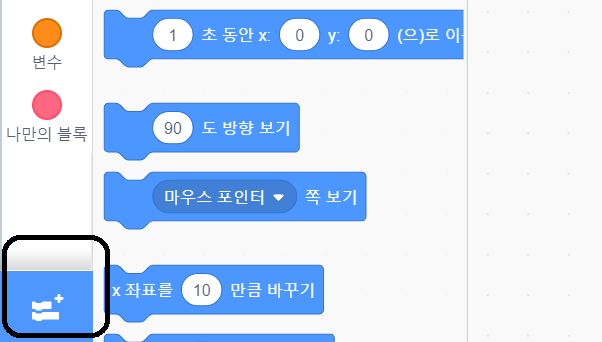 1 초 동안 x: 0 y: 0 (으)로 이
변수
나만의 블록
90 도 방향 보기
마우스 포인터 쪽 보기
x 좌표를 10 만큼 바꾸기